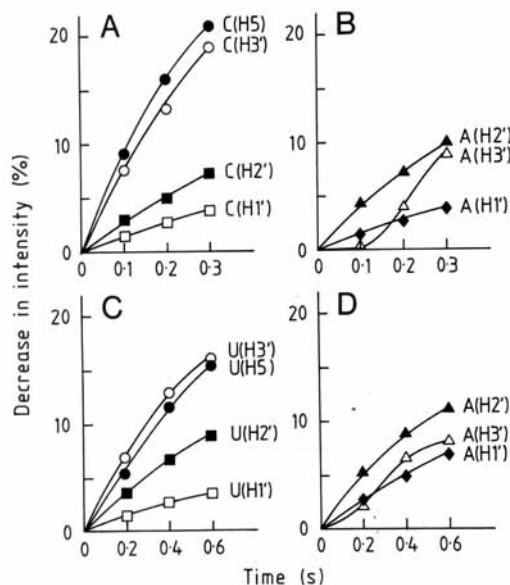 A
B
20
C(H5)
C(H3')
20
10
10
A(H2')
A(H3')
C(H2')
C(H1')
A(H1')
0
0
0 0·1 0·2 0·3
0 0·1 0·2 0·3
Decrease in intensity (%)
C
D
20
U(H3')
U(H5)
20
10
U(H2')
10
A(H2')
A(H3')
A(H1')
U(H1')
0
0
0 0·2 0·4 0·6
0 0·2 0·4 0·6
Time (s)